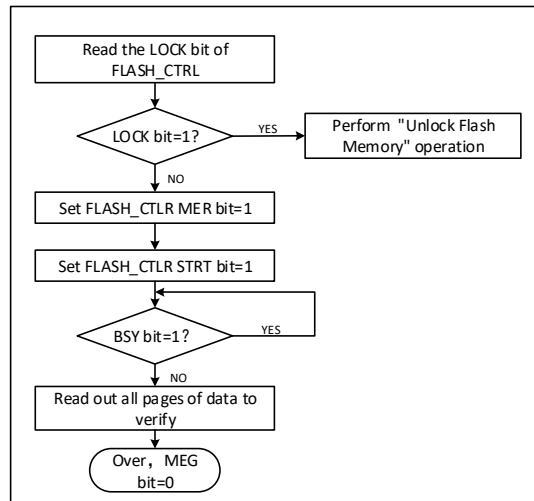 Read the LOCK bit of
FLASH_CTRL
LOCK bit=1?
YES
Perform "Unlock Flash
Memory" operation
NO
Set FLASH_CTLR MER bit=1
Set FLASH_CTLR STRT bit=1
BSY bit=1?
YES
NO
Read out all pages of data to
verify
Over，MEG
bit=0